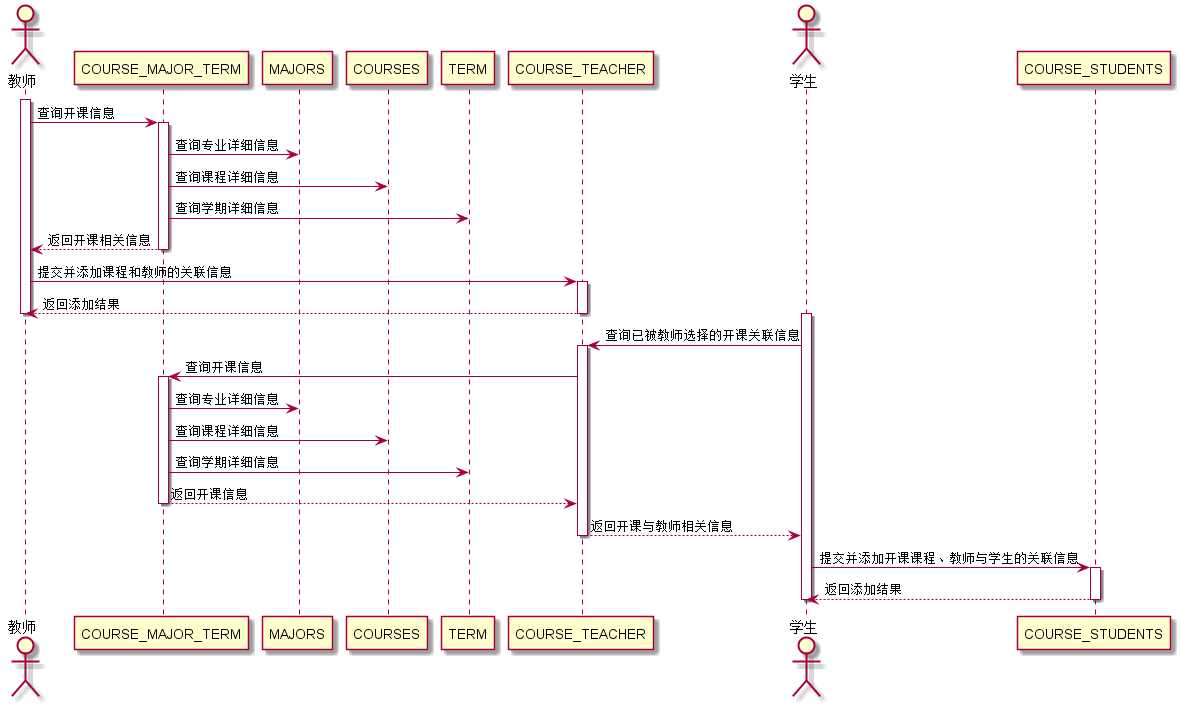 教师
COURSE_MAJOR_TERM
MAJORS
COURSES
TERM
COURSE_TEACHER
学生
COURSE_STUDENTS
查询开课信息
查询专业详细信息
查询课程详细信息
查询学期详细信息
返回开课相关信息
提交并添加课程和教师的关联信息
返回添加结果
查询已被教师选择的开课关联信息
查询开课信息
查询专业详细信息
查询课程详细信息
查询学期详细信息
返回开课信息
返回开课与教师相关信息
提交并添加开课课程、教师与学生的关联信息
返回添加结果
教师
COURSE_MAJOR_TERM
MAJORS
COURSES
TERM
COURSE_TEACHER
学生
COURSE_STUDENTS